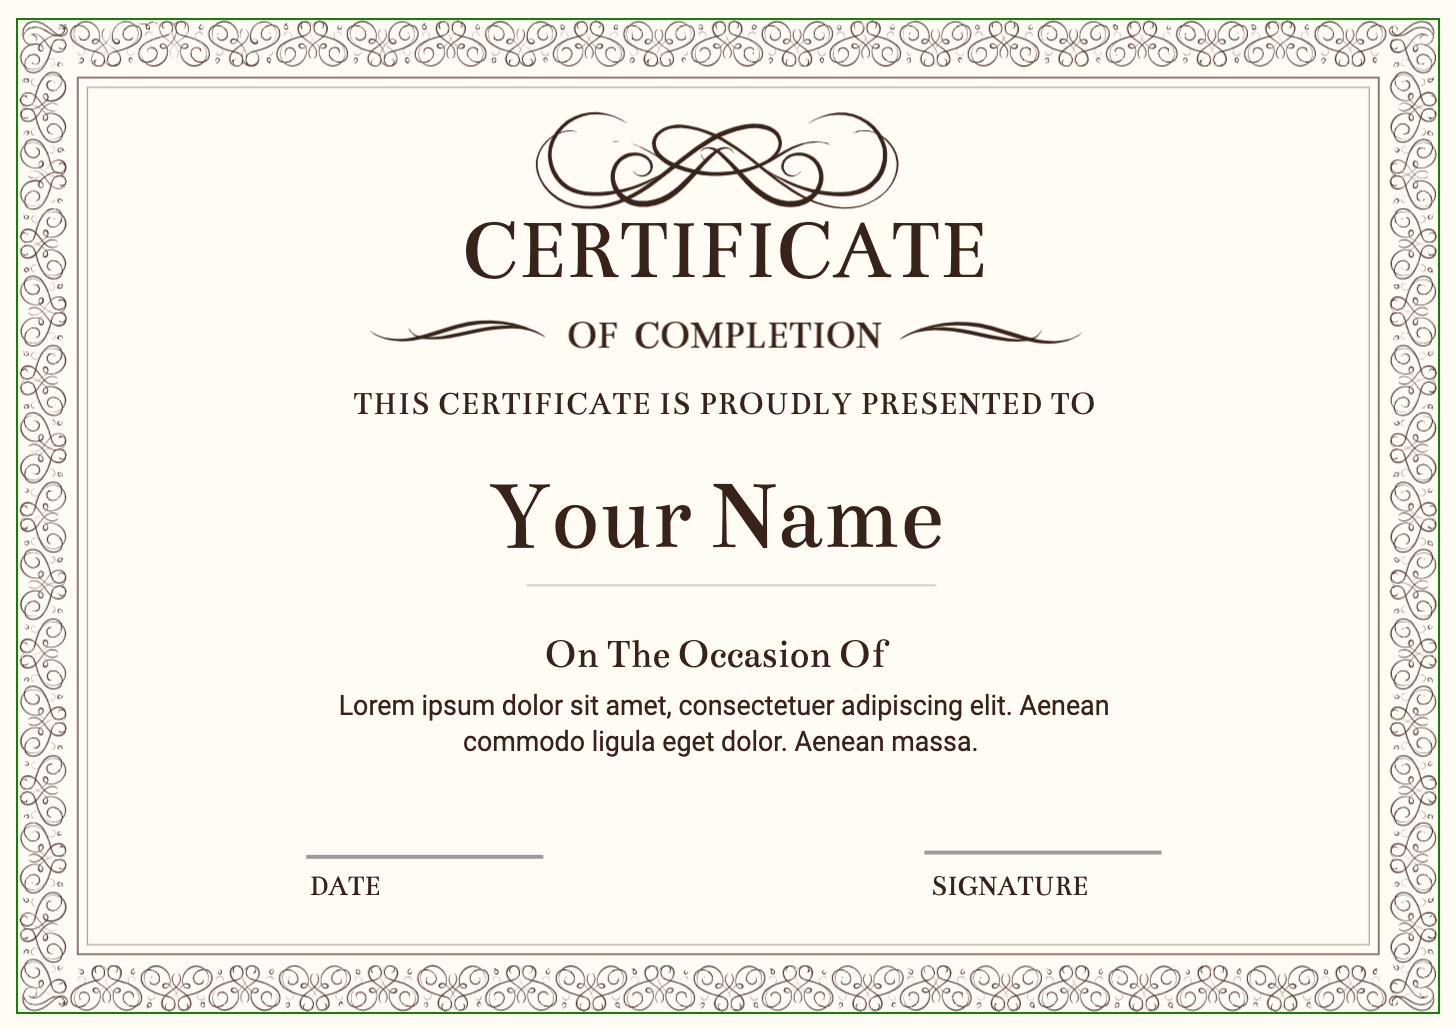 CERTIFICATE
OF COMPLETION
THIS CERTIFICATE IS PROUDLY PRESENTED TO
Your Name
On The Occasion Of
Lorem ipsum dolor sit amet, consectetuer adipiscing elit. Aenean
commodo ligula eget dolor. Aenean massa.
DATE
SIGNATURE